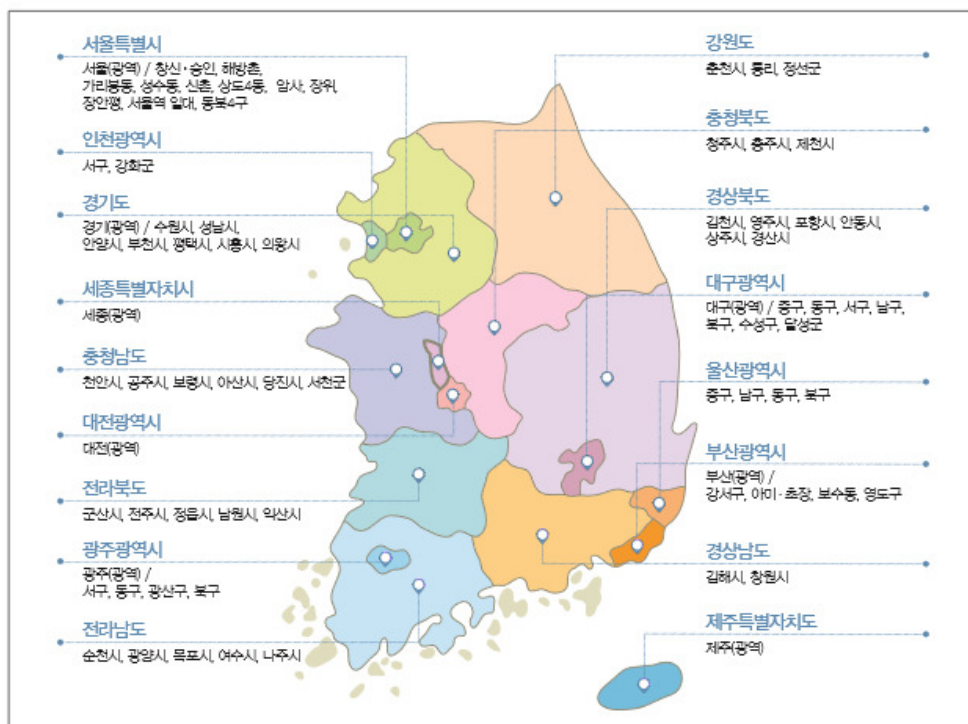 서울특별시
서울(광역) / 창신·숭인, 해방촌,
가리봉동, 성수동, 신촌, 상도4동, 암사, 장위,
장안평, 서울역 일대, 동북4구
인천광역시
서구, 강화군
경기도
경기(광역) / 수원시, 성남시,
안양시, 부천시, 평택시, 시흥시, 의왕시
세종특별자치시
세종(광역)
충청남도
천안시, 공주시, 보령시, 아산시, 당진시, 서천군
대전광역시
대전(광역)
전라북도
군산시, 전주시, 정읍시, 남원시, 익산시
광주광역시
광주(광역) /
서구, 동구, 광산구, 북구
전라남도
순천시, 광양시, 목포시, 여수시, 나주시
강원도
춘천시, 통리, 정선군
충청북도
청주시, 충주시, 제천시
경상북도
김천시, 영주시, 포항시, 안동시,
상주시, 경산시
대구광역시
대구(광역) / 중구, 동구, 서구, 남구,
북구, 수성구, 달성군
울산광역시
중구, 남구, 동구, 북구
부산광역시
부산(광역) /
강서구, 아미·초장, 보수동, 영도구
경상남도
김해시, 창원시
제주특별자치도
제주(광역)